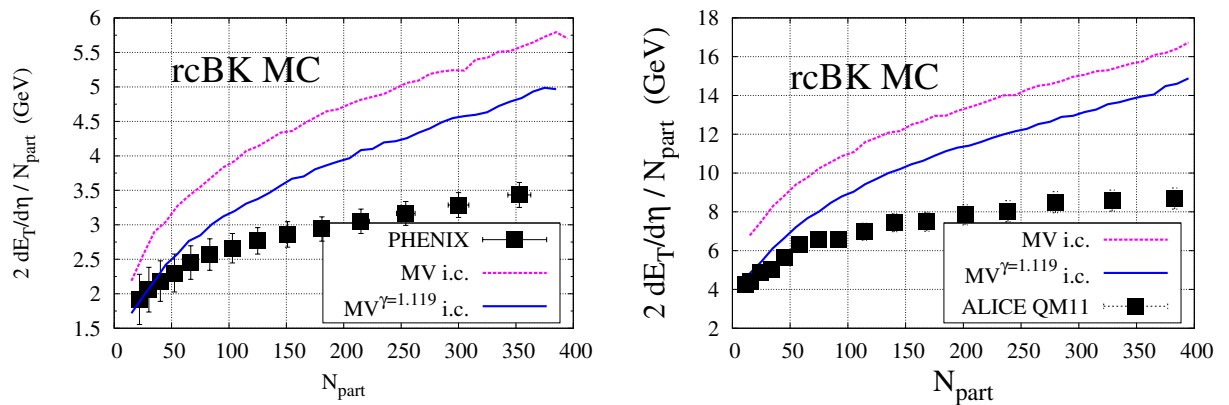 6
5.5
5
4.5
4
3.5
3
2.5
2
1.5
2 dE_T/dη / N_part (GeV)
rcBK MC
PHENIX
MV i.c.
MV^γ=1.119 i.c.
0 50 100 150 200 250 300 350 400
N_part
18
16
14
12
10
8
6
4
2
2 dE_T/dη / N_part (GeV)
rcBK MC
MV i.c.
MV^γ=1.119 i.c.
ALICE QM11
0 50 100 150 200 250 300 350 400
N_part